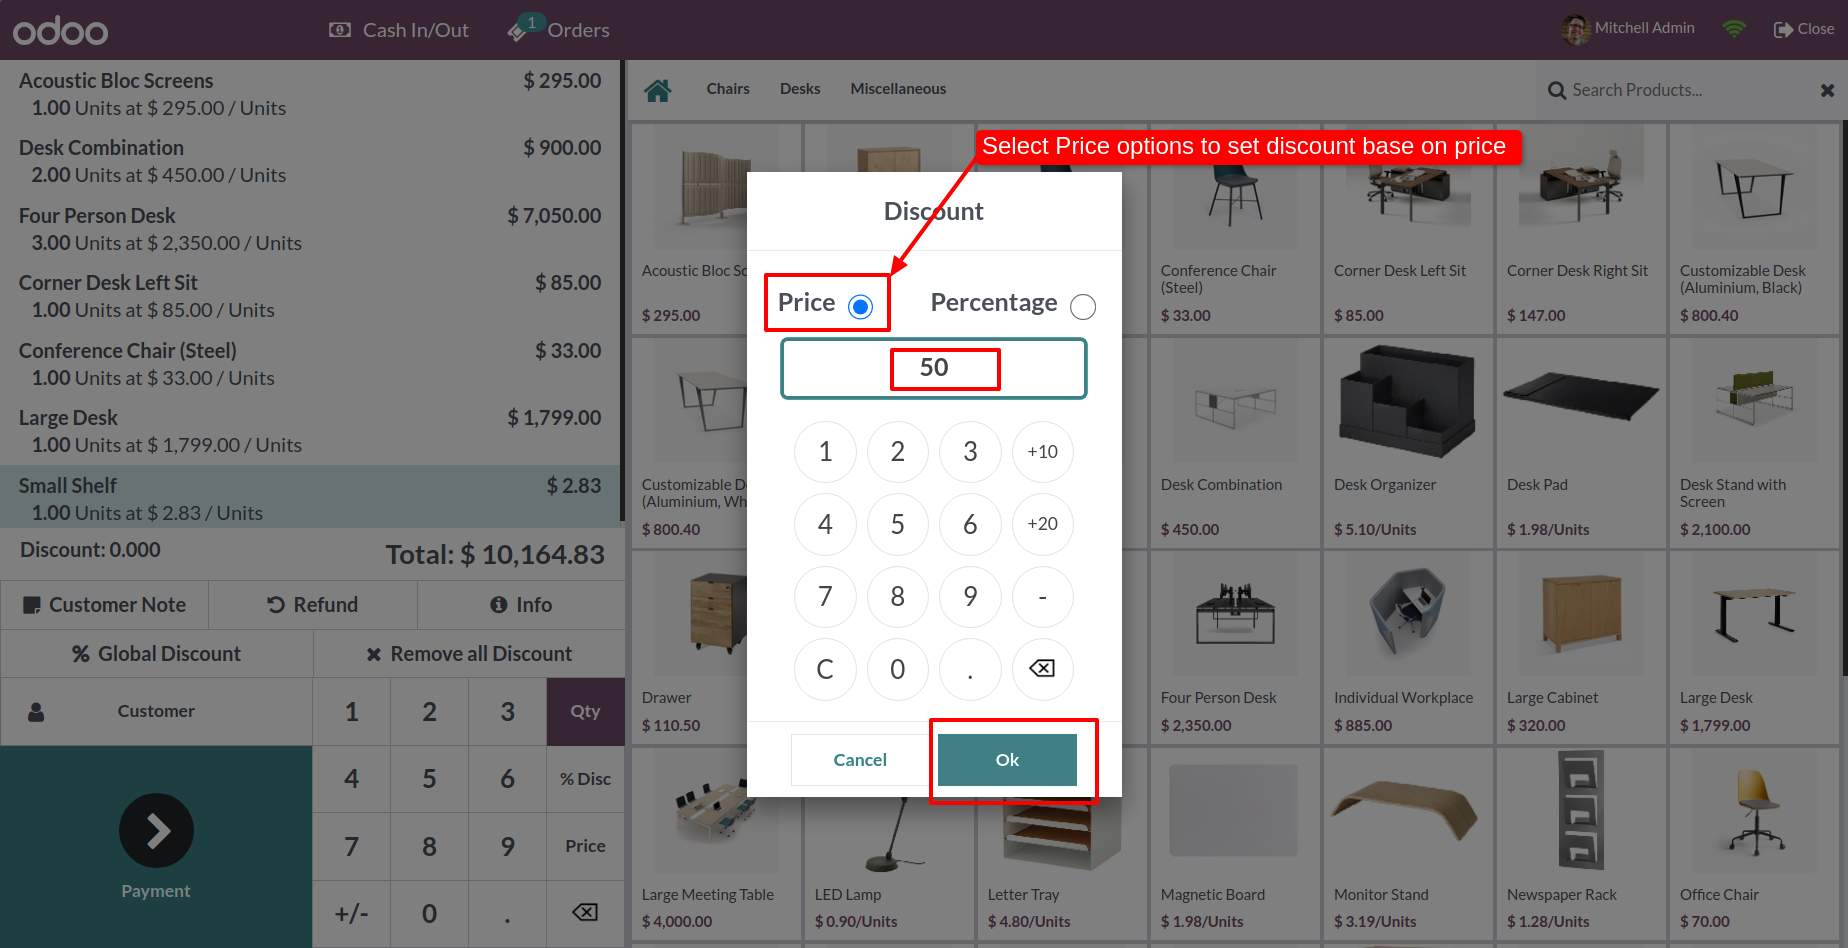 odoo
Cash In/Out
1
Orders
Mitchell Admin
Close
Acoustic Bloc Screens $ 295.00
1.00 Units at $ 295.00 / Units
Desk Combination $ 900.00
2.00 Units at $ 450.00 / Units
Four Person Desk $ 7,050.00
3.00 Units at $ 2,350.00 / Units
Corner Desk Left Sit $ 85.00
1.00 Units at $ 85.00 / Units
Conference Chair (Steel) $ 33.00
1.00 Units at $ 33.00 / Units
Large Desk $ 1,799.00
1.00 Units at $ 1,799.00 / Units
Small Shelf $ 2.83
1.00 Units at $ 2.83 / Units
Discount: 0.000
Total: $ 10,164.83
Customer Note
Refund
Info
% Global Discount
Remove all Discount
Customer
1 2 3 Qty
4 5 6 % Disc
7 8 9 Price
+/- 0 .
Payment
Chairs
Desks
Miscellaneous
Search Products...
Select Price options to set discount base on price
Discount
Price
Percentage
50
1 2 3 +10
4 5 6 +20
7 8 9 -
C 0 .
Cancel
Ok
Acoustic Bloc Sc
$ 295.00
Conference Chair
(Steel)
$ 33.00
Corner Desk Left Sit
$ 85.00
Corner Desk Right Sit
$ 147.00
Customizable Desk
(Aluminium, Black)
$ 800.40
Customizable D
(Aluminium, Wh
$ 800.40
Desk Combination
$ 450.00
Desk Organizer
$ 5.10/Units
Desk Pad
$ 1.98/Units
Desk Stand with
Screen
$ 2,100.00
Drawer
$ 110.50
Four Person Desk
$ 2,350.00
Individual Workplace
$ 885.00
Large Cabinet
$ 320.00
Large Desk
$ 1,799.00
Large Meeting Table
$ 4,000.00
LED Lamp
$ 0.90/Units
Letter Tray
$ 4.80/Units
Magnetic Board
$ 1.98/Units
Monitor Stand
$ 3.19/Units
Newspaper Rack
$ 1.28/Units
Office Chair
$ 70.00